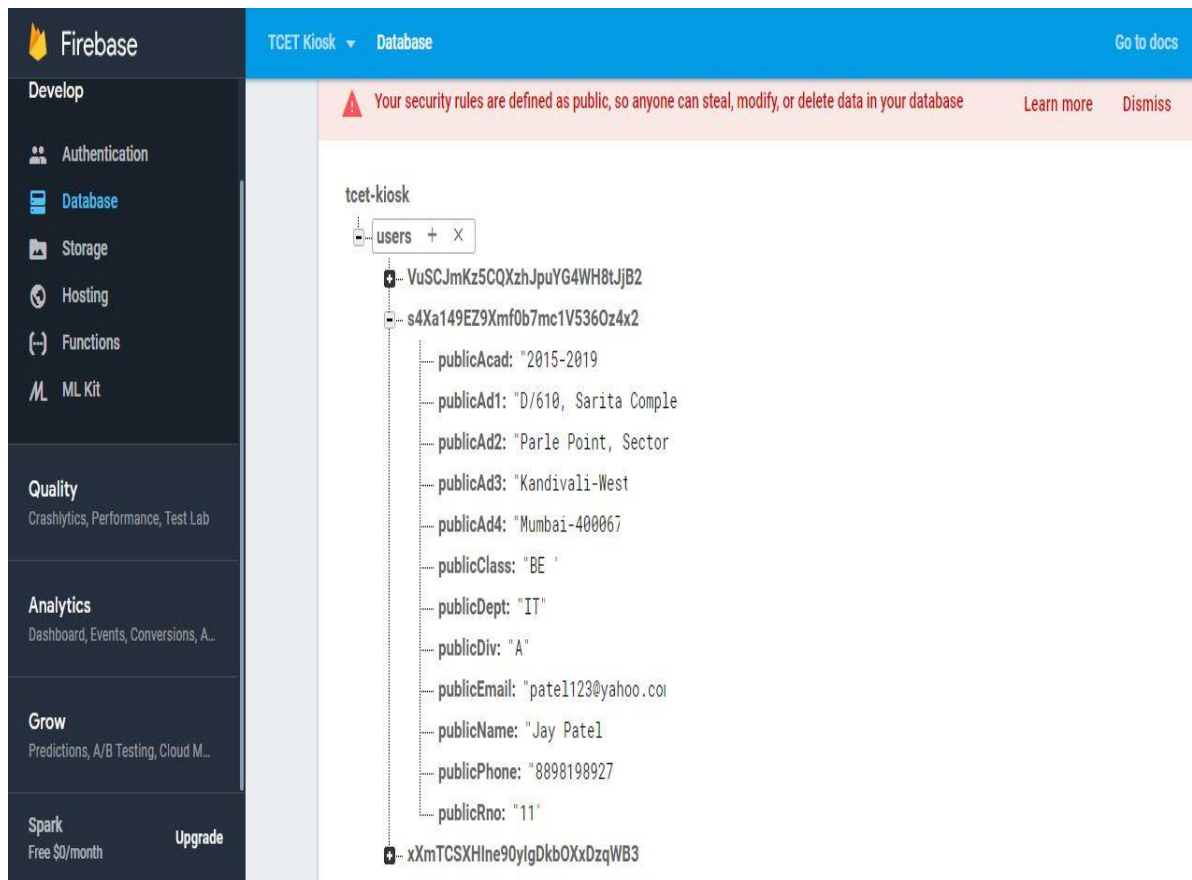 Firebase
Develop
Authentication
Database
Storage
Hosting
Functions
ML Kit
Quality
Crashlytics, Performance, Test Lab
Analytics
Dashboard, Events, Conversions, A...
Grow
Predictions, A/B Testing, Cloud M...
Spark
Free $0/month Upgrade
TCET Kiosk Database Go to docs
Your security rules are defined as public, so anyone can steal, modify, or delete data in your database Learn more Dismiss
tcet-kiosk
users + ×
VuSCJmKz5CQXzhJpuYG4WH8tJjB2
s4Xa149EZ9Xmf0b7mc1V536Oz4x2
publicAcad: "2015-2019
publicAd1: "D/610, Sarita Comple
publicAd2: "Parle Point, Sector
publicAd3: "Kandivali-West
publicAd4: "Mumbai-400067
publicClass: "BE '
publicDept: "IT"
publicDiv: "A"
publicEmail: "patel123@yahoo.co
publicName: "Jay Patel
publicPhone: "8898198927
publicRno: "11"
xXmTCSXHIne90yIgDkbOXxDzqWB3